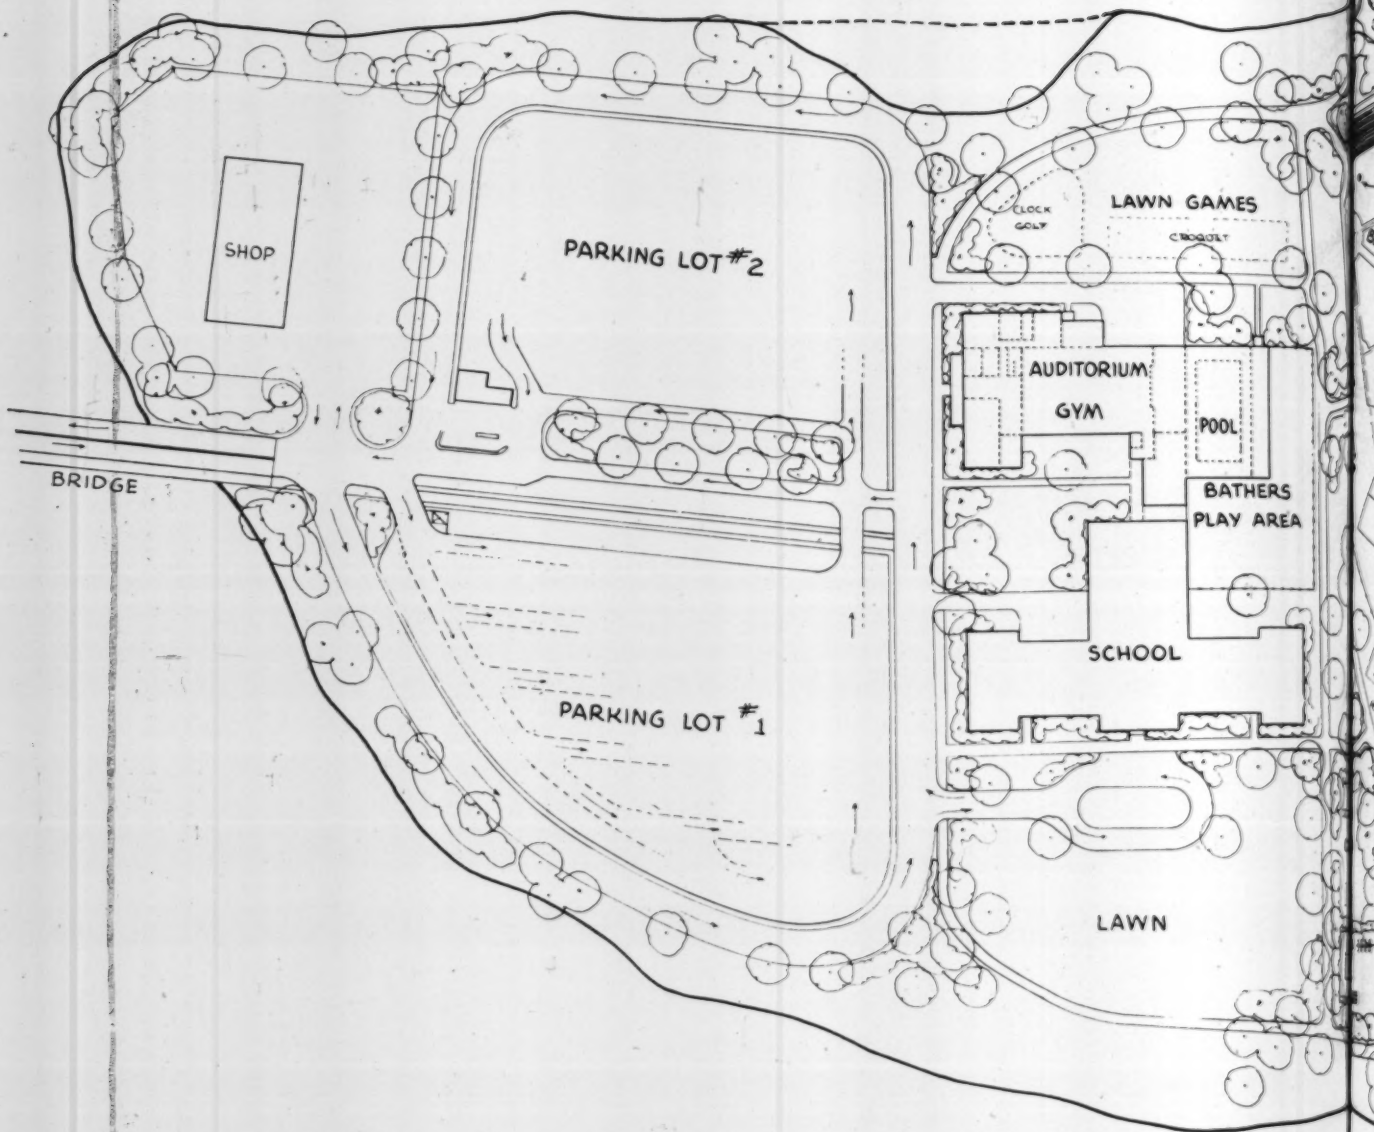 LAWN GAMES
CLOCK
GOLF
CROQUET
SHOP
PARKING LOT #2
AUDITORIUM
GYM
POOL
BRIDGE
BATHERS
PLAY AREA
SCHOOL
PARKING LOT #1
LAWN